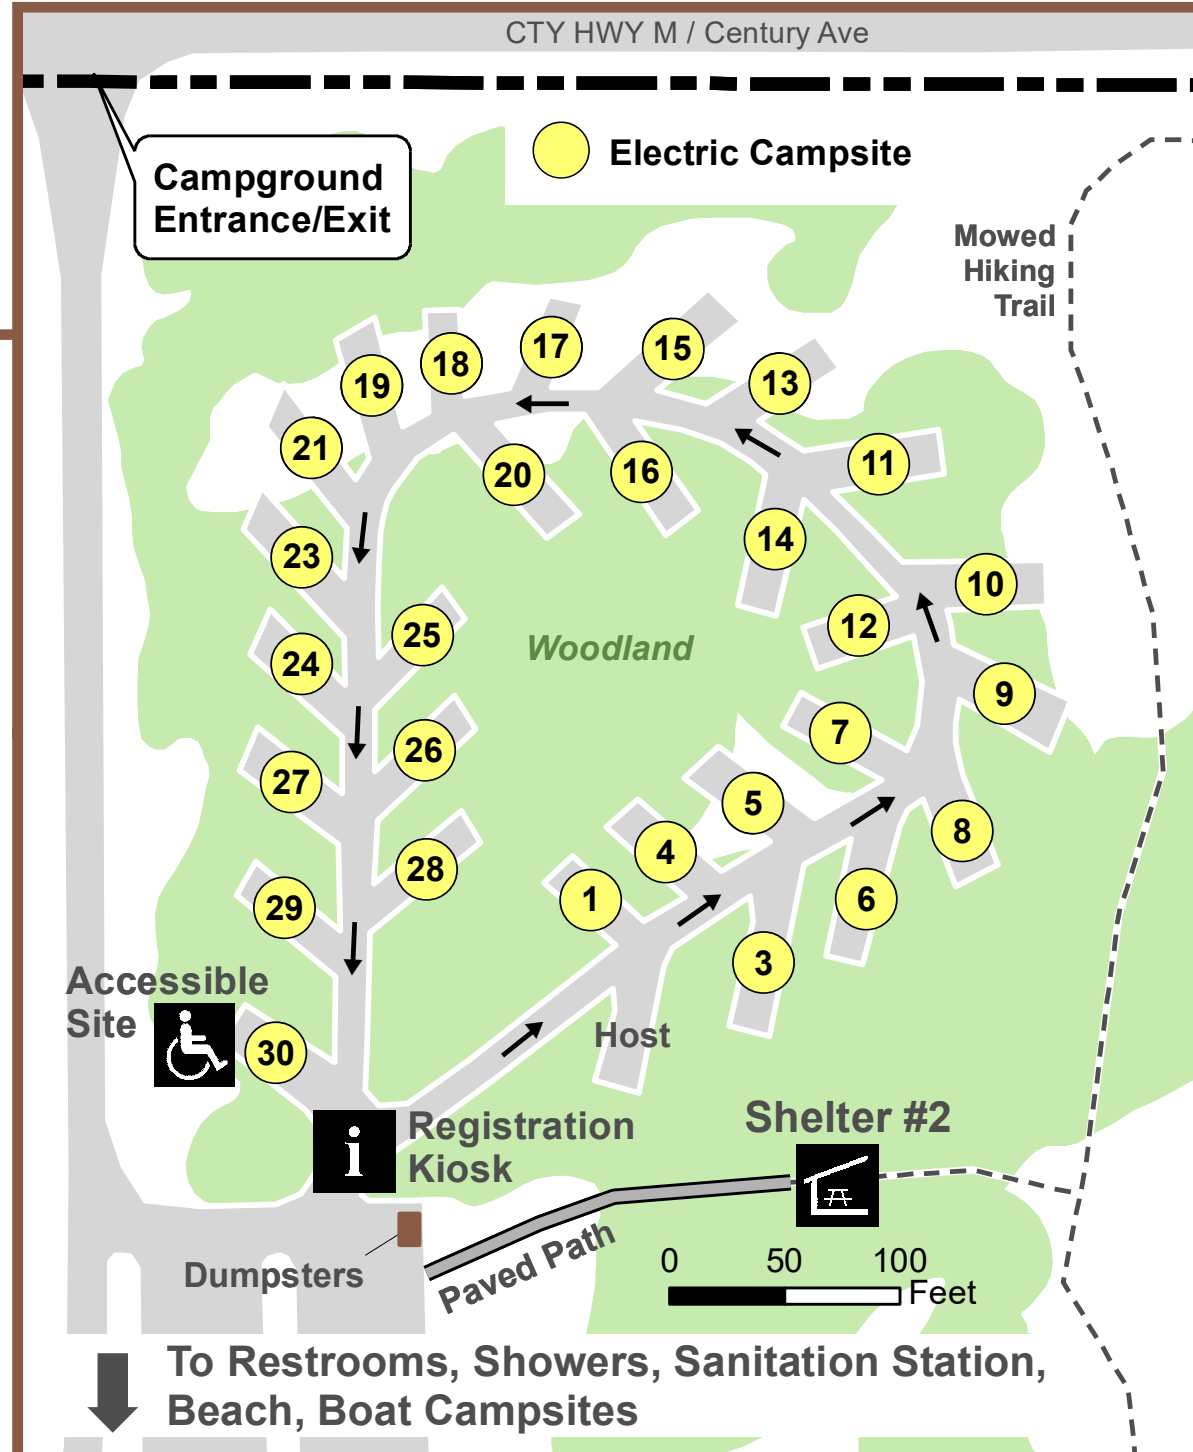 CTY HWY M / Century Ave
Campground
Entrance/Exit
Electric Campsite
Mowed
Hiking
Trail
17
15
18
13
19
21
11
20
16
23
14
10
12
25
24
9
7
26
27
5
8
4
28
1
6
29
3
Accessible
Site
Host
30
Woodland
Registration
Kiosk
i
Shelter #2
Paved Path
Dumpsters
0 50 100
Feet
To Restrooms, Showers, Sanitation Station,
Beach, Boat Campsites